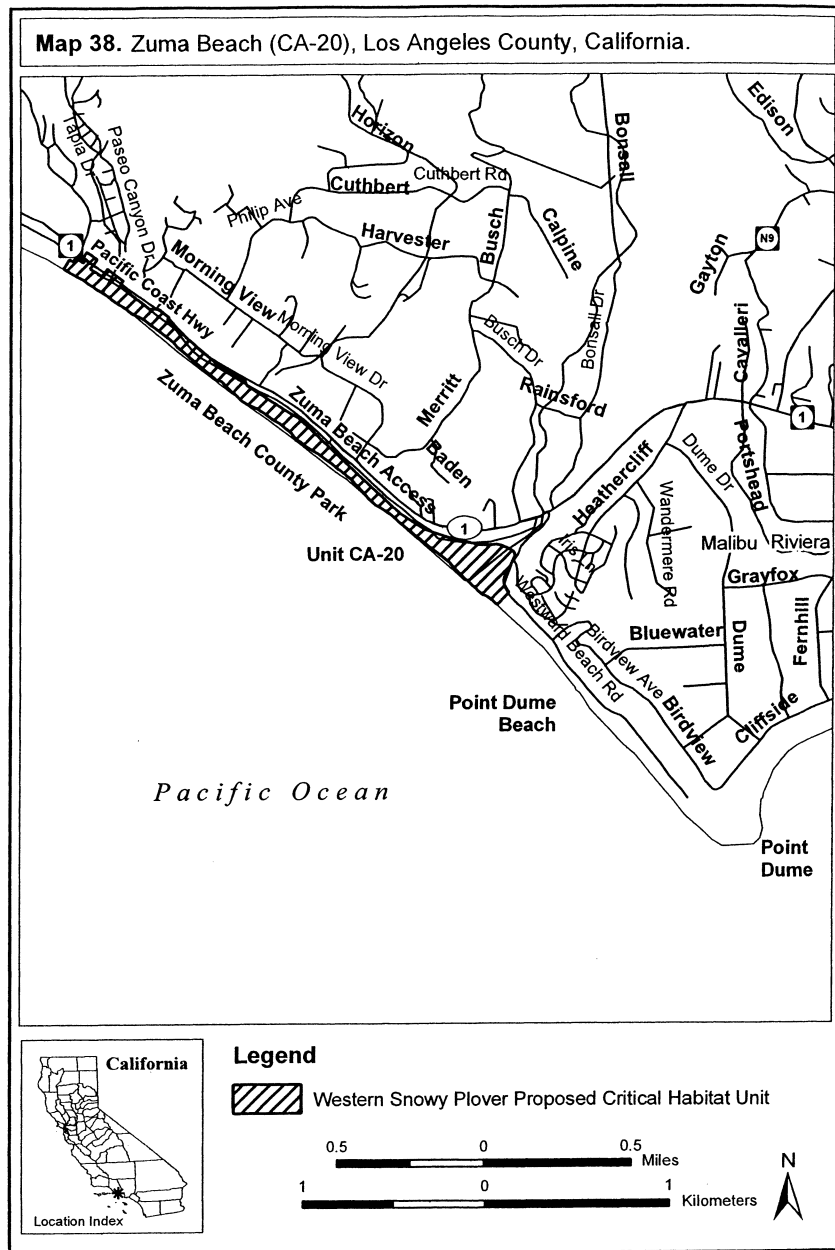 Map 38. Zuma Beach (CA-20), Los Angeles County, California.
Tapia Dr
Paseo Canyon Dr
Horizon
Bonsall
Edison
Cuthbert Rd
Cuthbert
Philip Ave
Harvester
Busch
Calpine
N9
Gayton
1
Pacific Coast Hwy
Morning View
Morning View Dr
Busch Dr
Bonsall Dr
Cavalleri
Rainsford
Merritt
Zuma Beach Access
Zuma Beach County Park
Baden
1
Portshead
Heathercliff
Dume Dr
Wandermere Rd
1
Unit CA-20
Iris Ln
Malibu Riviera
Grayfox
Westward Beach Rd
Birdview Ave
Bluewater
Dume
Fernhill
Birdview
Cliffside
Point Dume
Beach
Pacific Ocean
Point
Dume
California
Location Index
Legend
Western Snowy Plover Proposed Critical Habitat Unit
0.5 0 0.5
Miles
1 0 1
Kilometers
N